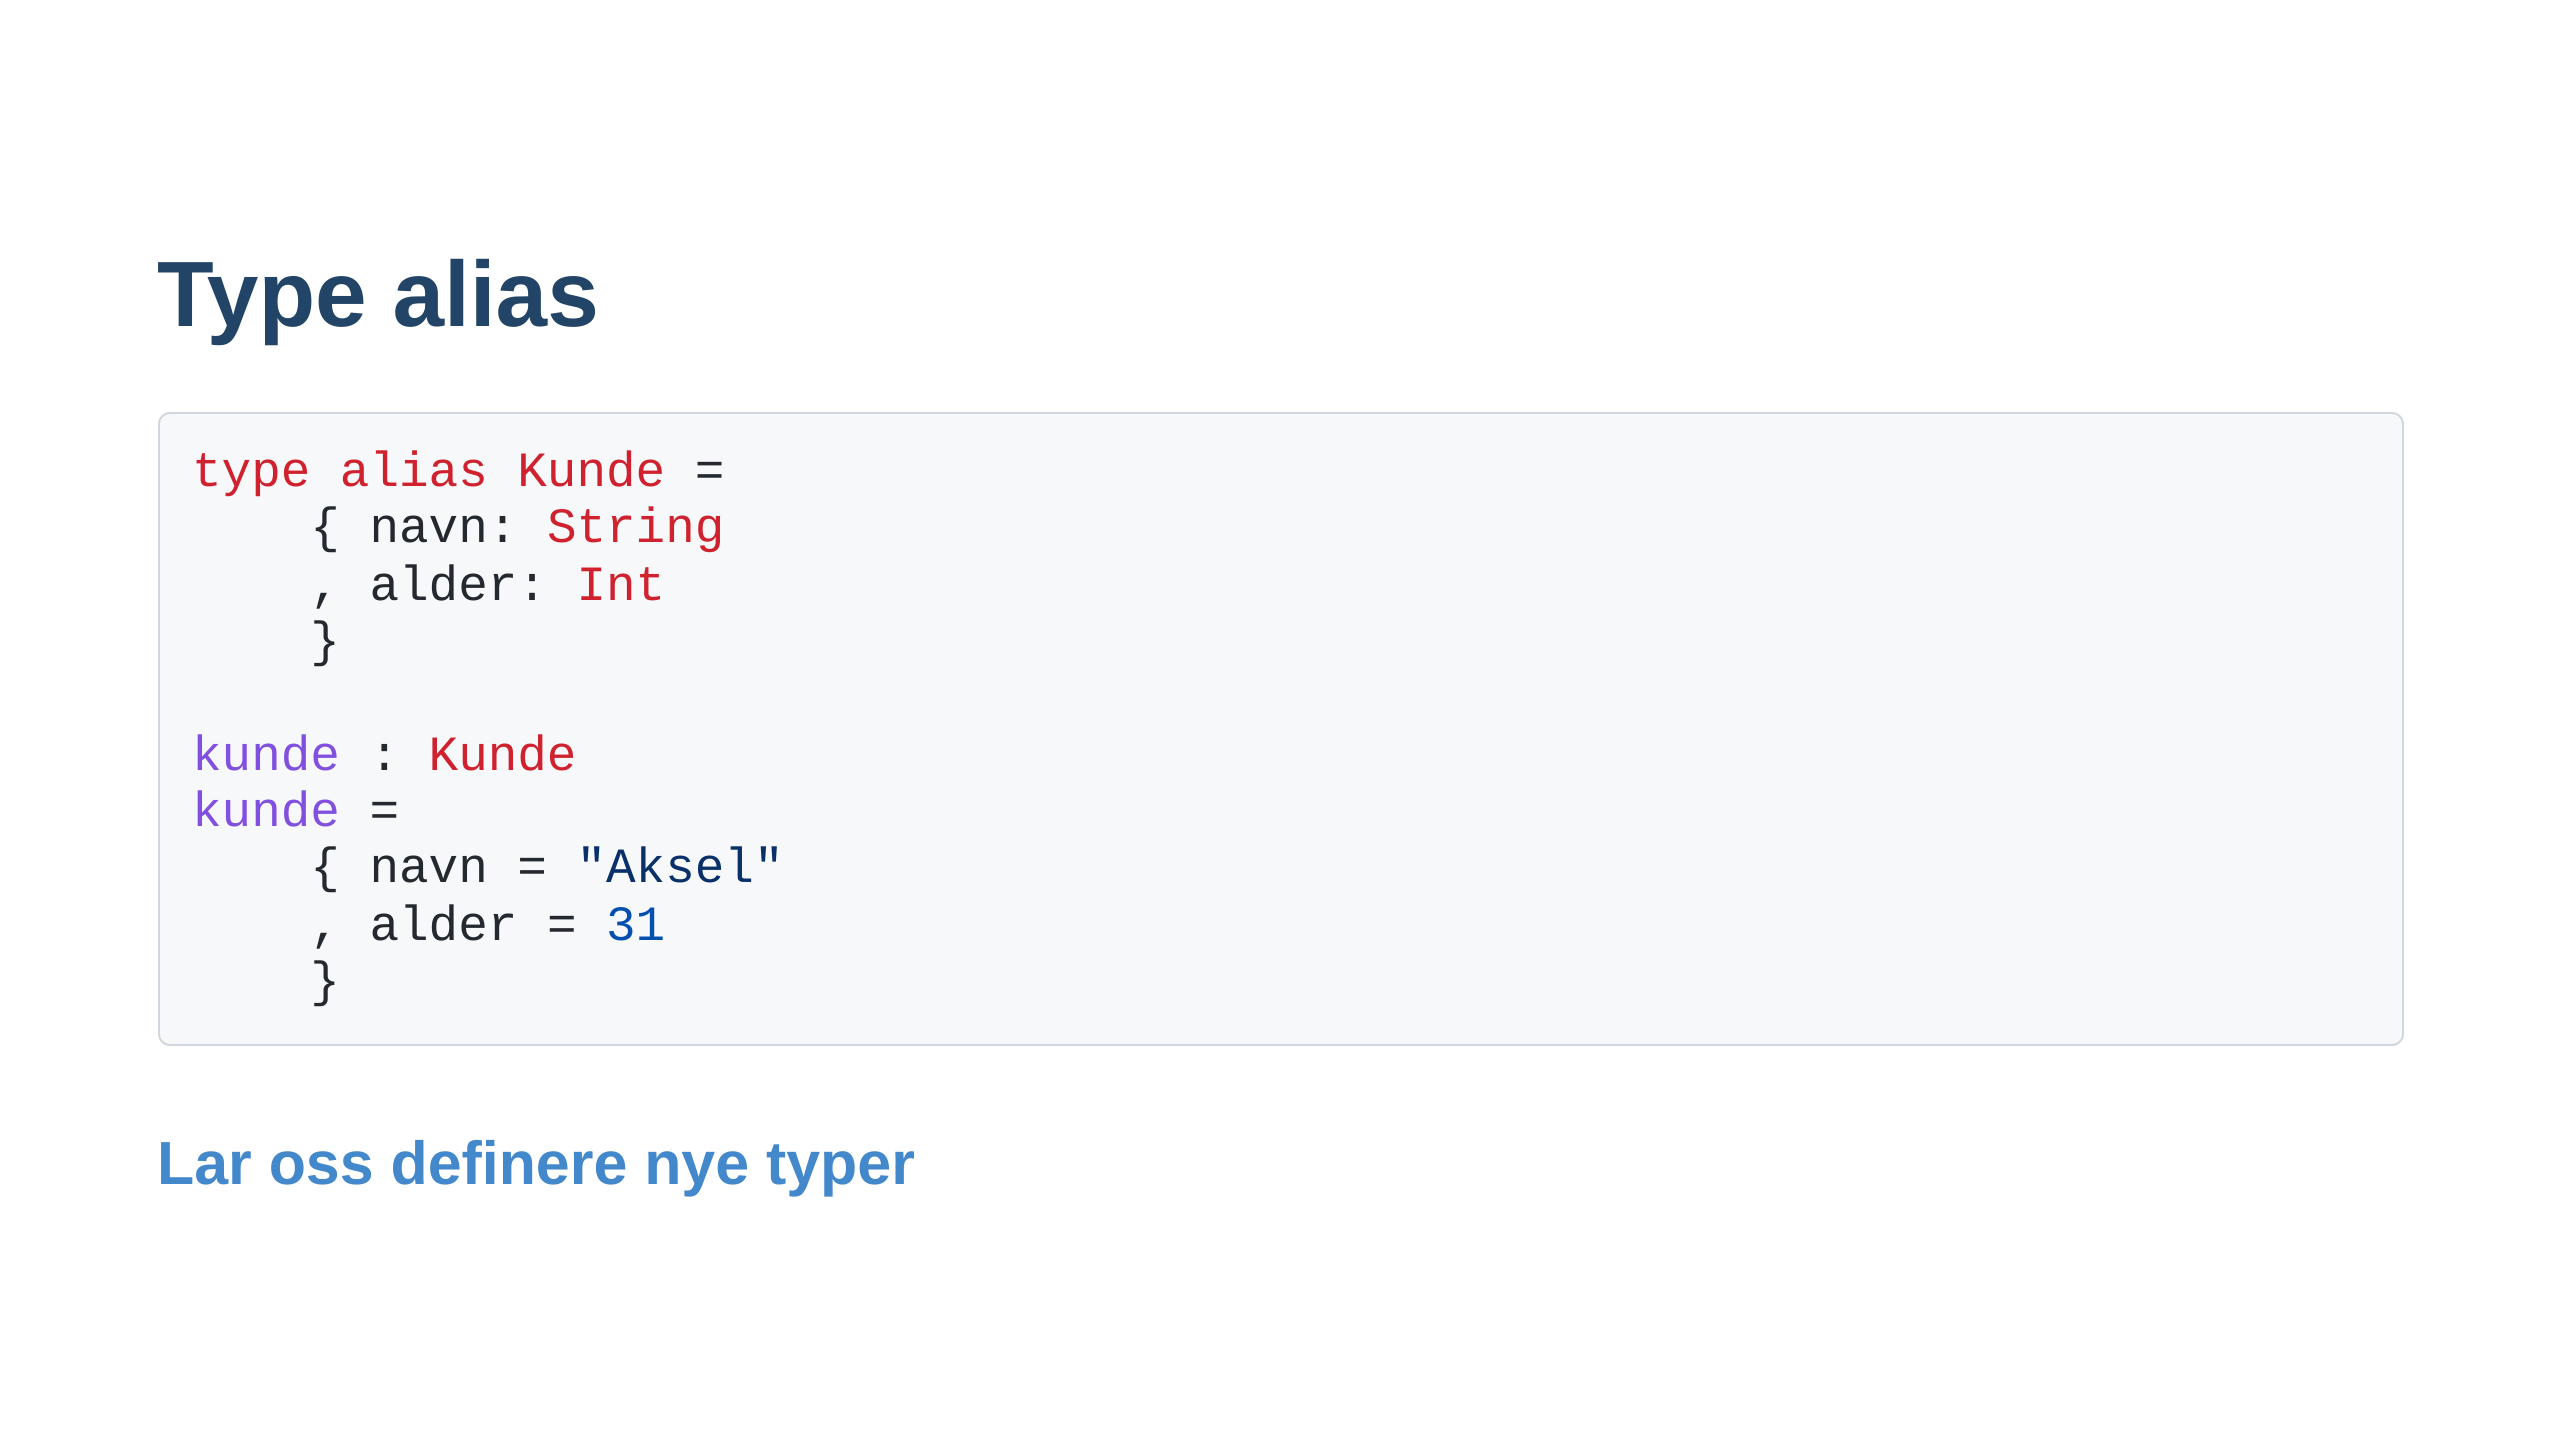 Type alias
type alias Kunde =
    { navn: String
    , alder: Int
    }

kunde : Kunde
kunde =
    { navn = "Aksel"
    , alder = 31
    }
Lar oss definere nye typer